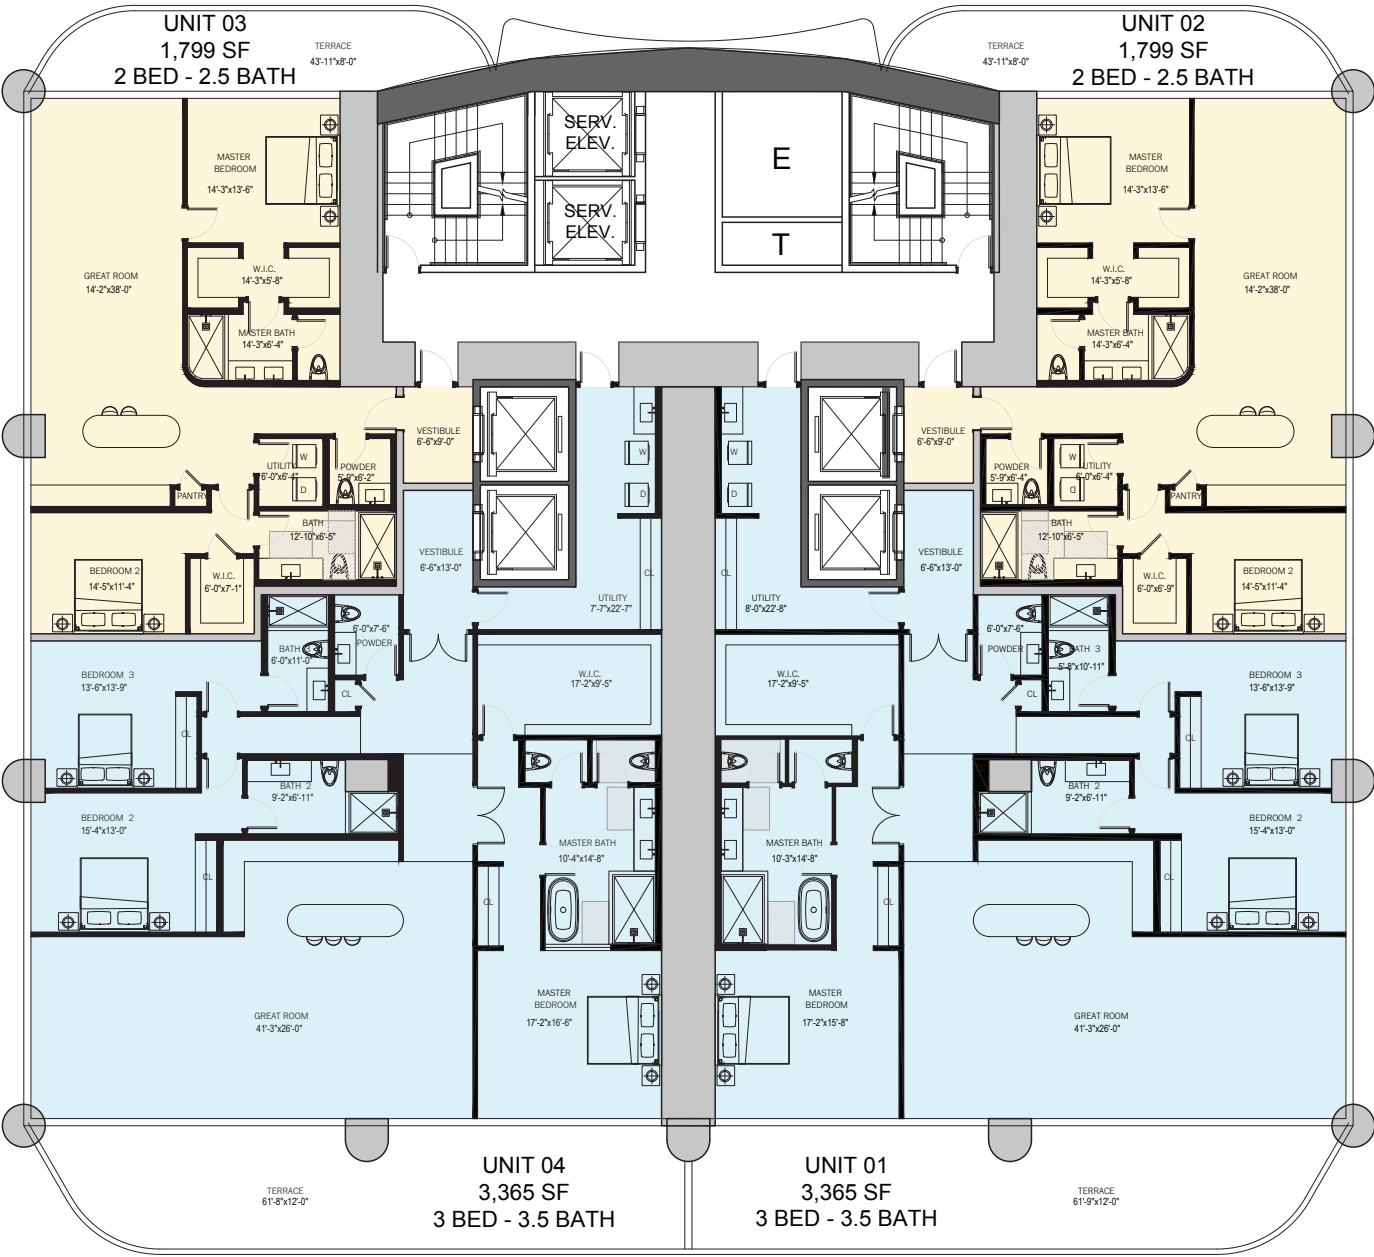 UNIT 03
1,799 SF
2 BED - 2.5 BATH
TERRACE
43'-11"x8'-0"
TERRACE
43'-11"x8'-0"
UNIT 02
1,799 SF
2 BED - 2.5 BATH
SERV.
ELEV.
SERV.
ELEV.
E
T
MASTER
BEDROOM
14'-3"x13'-6"
MASTER
BEDROOM
14'-3"x13'-6"
GREAT ROOM
14'-2"x38'-0"
W.I.C.
14'-3"x5'-8"
W.I.C.
14'-3"x5'-8"
GREAT ROOM
14'-2"x38'-0"
MASTER BATH
14'-3"x6'-4"
MASTER BATH
14'-3"x6'-4"
VESTIBULE
6'-6"x9'-0"
VESTIBULE
6'-6"x9'-0"
W
D
UTILITY
6'-0"x6'-4"
POWDER
5'-9"x6'-2"
W
D
W
D
POWDER
5'-9"x6'-4"
W
D
UTILITY
6'-0"x6'-4"
PANTRY
PANTRY
BATH
12'-10"x6'-5"
BATH
12'-10"x6'-5"
VESTIBULE
6'-6"x13'-0"
VESTIBULE
6'-6"x13'-0"
BEDROOM 2
14'-5"x11'-4"
W.I.C.
6'-0"x7'-1"
CL
CL
W.I.C.
6'-0"x6'-9"
BEDROOM 2
14'-5"x11'-4"
UTILITY
7'-7"x22'-7"
UTILITY
8'-0"x22'-8"
6'-0"x7'-6"
POWDER
6'-0"x7'-6"
POWDER
BATH 3
6'-0"x11'-0"
BATH 3
5'-8"x10'-11"
BEDROOM 3
13'-6"x13'-9"
CL
W.I.C.
17'-2"x9'-5"
W.I.C.
17'-2"x9'-5"
CL
BEDROOM 3
13'-6"x13'-9"
CL
CL
BATH 2
9'-2"x6'-11"
BATH 2
9'-2"x6'-11"
BEDROOM 2
15'-4"x13'-0"
BEDROOM 2
15'-4"x13'-0"
MASTER BATH
10'-4"x14'-8"
MASTER BATH
10'-3"x14'-8"
CL
CL
CL
CL
MASTER
BEDROOM
17'-2"x16'-6"
MASTER
BEDROOM
17'-2"x15'-8"
GREAT ROOM
41'-3"x26'-0"
GREAT ROOM
41'-3"x26'-0"
UNIT 04
3,365 SF
3 BED - 3.5 BATH
UNIT 01
3,365 SF
3 BED - 3.5 BATH
TERRACE
61'-8"x12'-0"
TERRACE
61'-9"x12'-0"